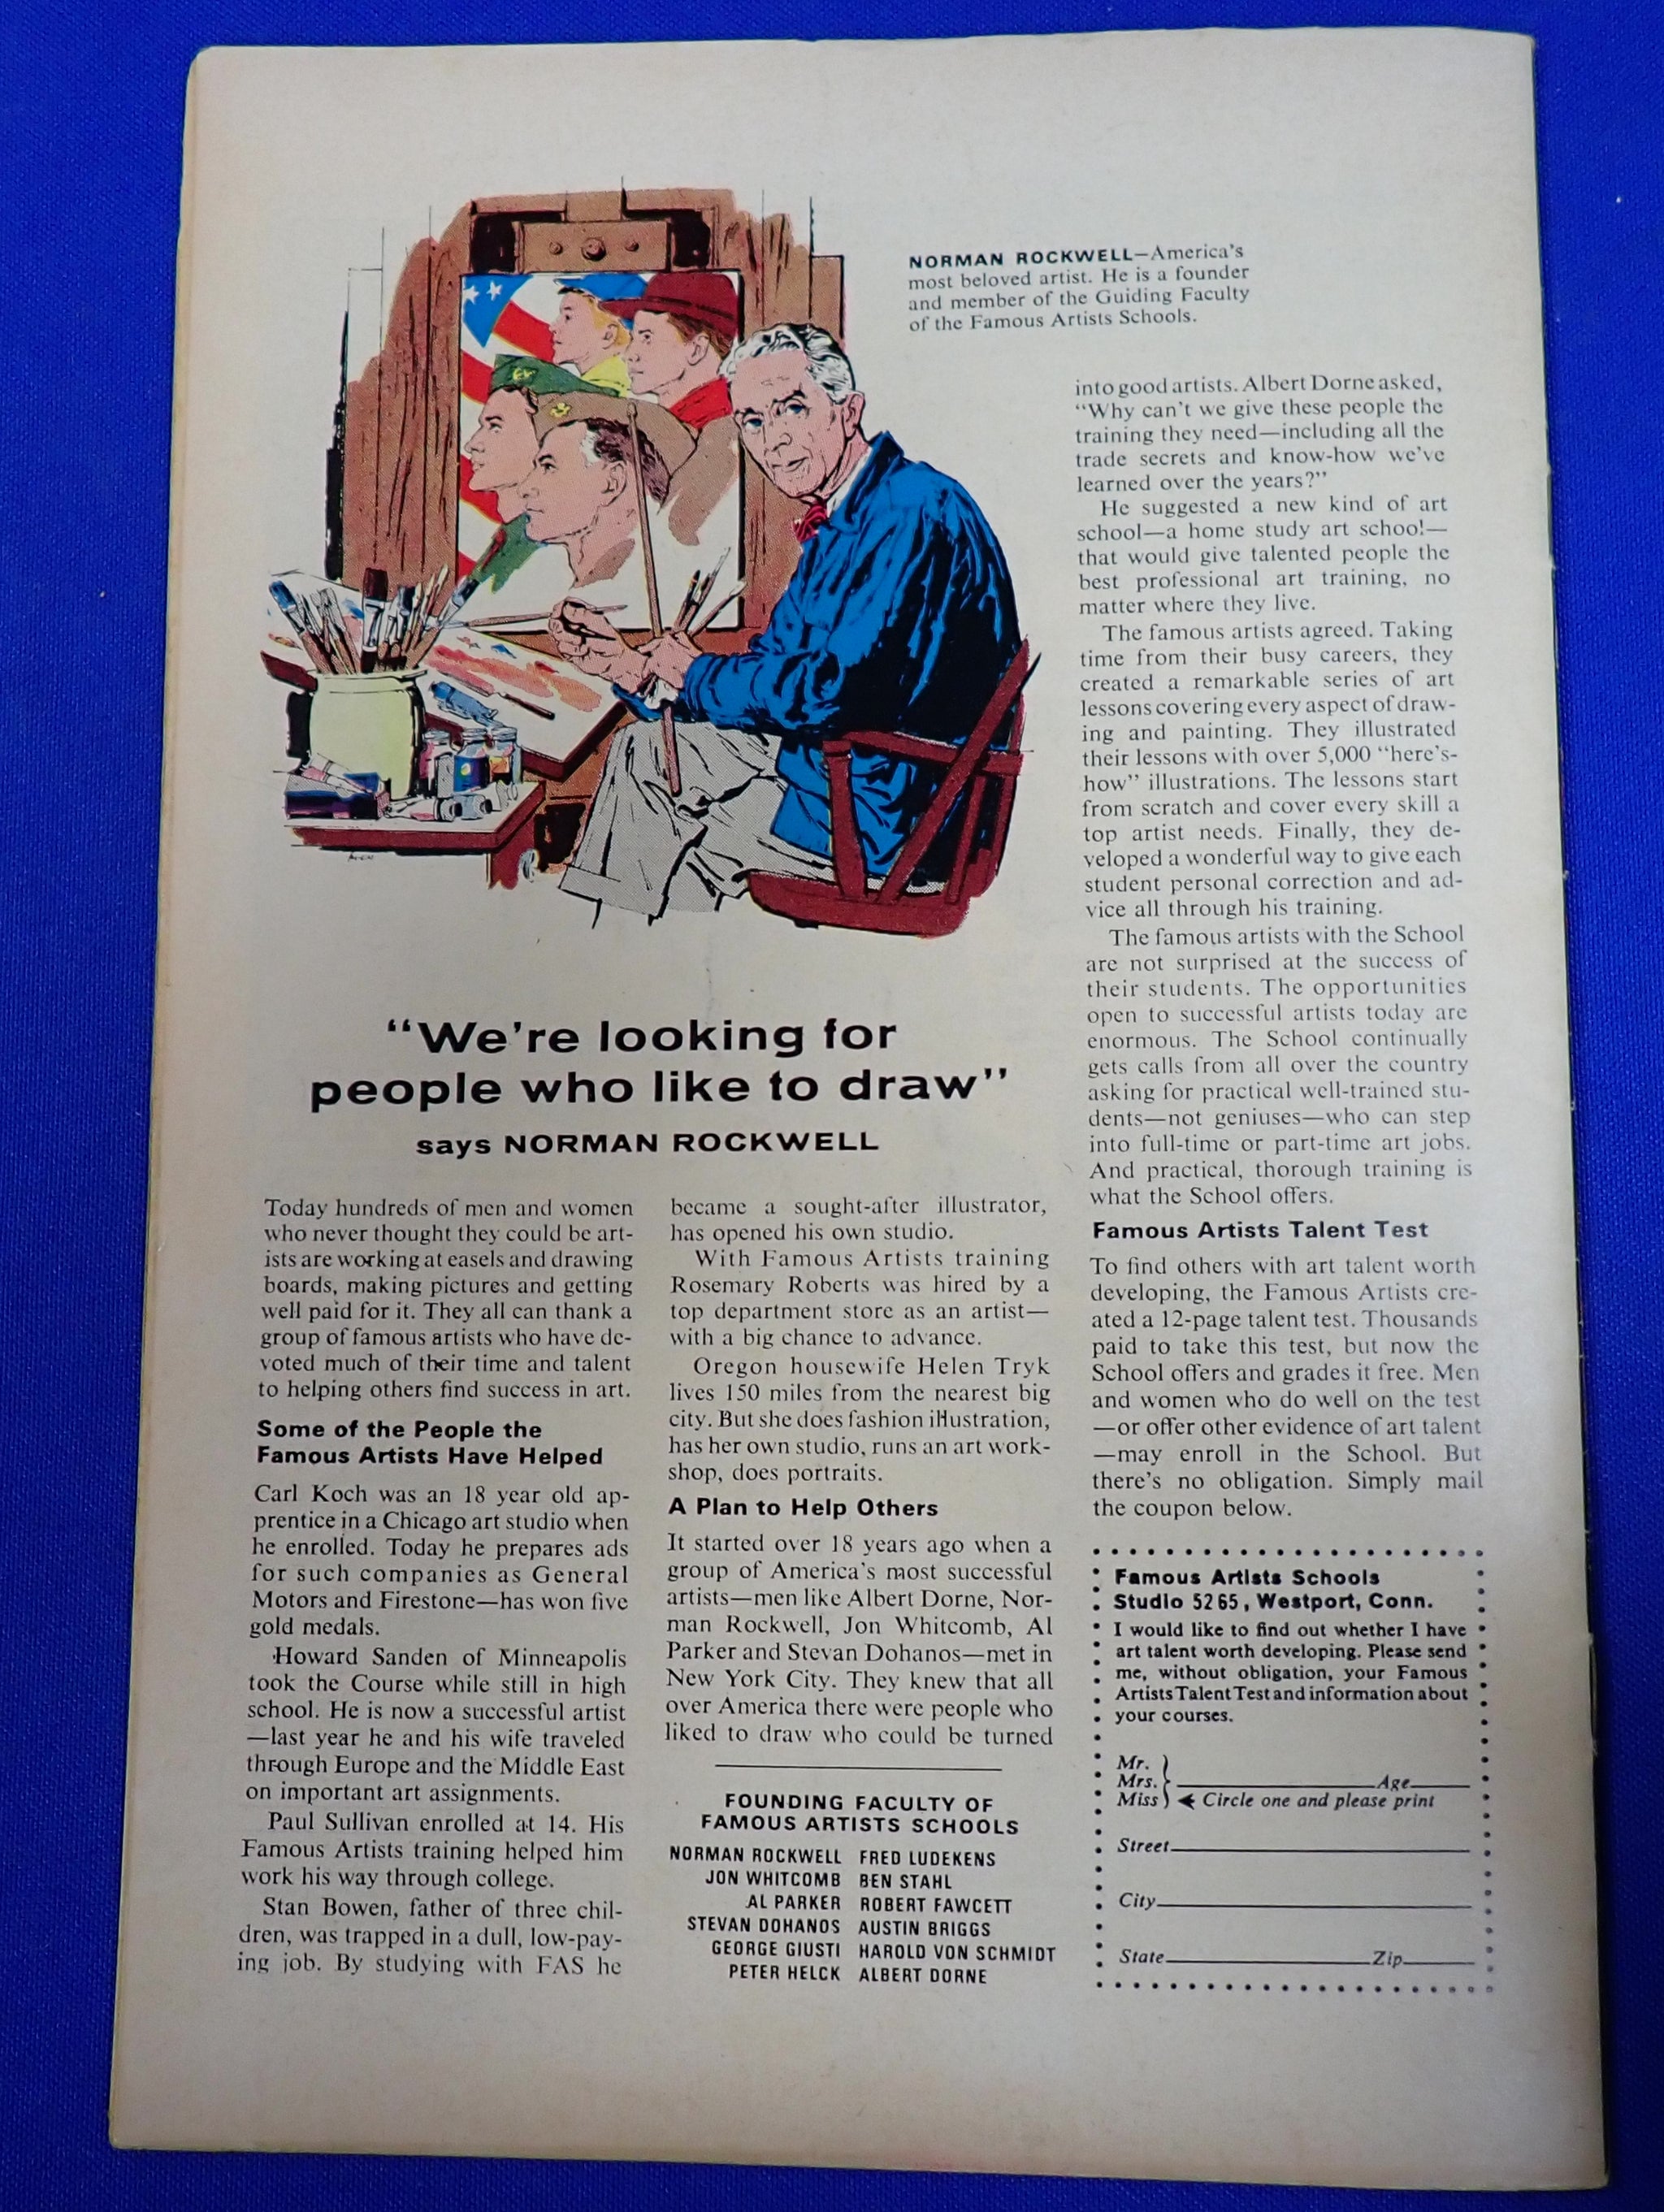 NORMAN ROCKWELL—America's
most beloved artist. He is a founder
and member of the Guiding Faculty
of the Famous Artists Schools.
"We're looking for
people who like to draw"
says NORMAN ROCKWELL
Today hundreds of men and women
who never thought they could be art-
ists are working at easels and drawing
boards, making pictures and getting
well paid for it. They all can thank a
group of famous artists who have de-
voted much of their time and talent
to helping others find success in art.
Some of the People the
Famous Artists Have Helped
Carl Koch was an 18 year old ap-
prentice in a Chicago art studio when
he enrolled. Today he prepares ads
for such companies as General
Motors and Firestone—has won five
gold medals.
Howard Sanden of Minneapolis
took the Course while still in high
school. He is now a successful artist
—last year he and his wife traveled
through Europe and the Middle East
on important art assignments.
Paul Sullivan enrolled at 14. His
Famous Artists training helped him
work his way through college.
Stan Bowen, father of three chil-
dren, was trapped in a dull, low-pay-
ing job. By studying with FAS he
became a sought-after illustrator,
has opened his own studio.
With Famous Artists training
Rosemary Roberts was hired by a
top department store as an artist—
with a big chance to advance.
Oregon housewife Helen Tryk
lives 150 miles from the nearest big
city. But she does fashion illustration,
has her own studio, runs an art work-
shop, does portraits.
A Plan to Help Others
It started over 18 years ago when a
group of America's most successful
artists—men like Albert Dorne, Nor-
man Rockwell, Jon Whitcomb, Al
Parker and Stevan Dohanos—met in
New York City. They knew that all
over America there were people who
liked to draw who could be turned
FOUNDING FACULTY OF
FAMOUS ARTISTS SCHOOLS
NORMAN ROCKWELL FRED LUDEKENS
JON WHITCOMB BEN STAHL
AL PARKER ROBERT FAWCETT
STEVAN DOHANOS AUSTIN BRIGGS
GEORGE GIUSTI HAROLD VON SCHMIDT
PETER HELCK ALBERT DORNE
into good artists. Albert Dorne asked,
"Why can't we give these people the
training they need—including all the
trade secrets and know-how we've
learned over the years?"
He suggested a new kind of art
school—a home study art school—
that would give talented people the
best professional art training, no
matter where they live.
The famous artists agreed. Taking
time from their busy careers, they
created a remarkable series of art
lessons covering every aspect of draw-
ing and painting. They illustrated
their lessons with over 5,000 "here's-
how" illustrations. The lessons start
from scratch and cover every skill a
top artist needs. Finally, they de-
veloped a wonderful way to give each
student personal correction and ad-
vice all through his training.
The famous artists with the School
are not surprised at the success of
their students. The opportunities
open to successful artists today are
enormous. The School continually
gets calls from all over the country
asking for practical well-trained stu-
dents—not geniuses—who can step
into full-time or part-time art jobs.
And practical, thorough training is
what the School offers.
Famous Artists Talent Test
To find others with art talent worth
developing, the Famous Artists cre-
ated a 12-page talent test. Thousands
paid to take this test, but now the
School offers and grades it free. Men
and women who do well on the test
—or offer other evidence of art talent
—may enroll in the School. But
there's no obligation. Simply mail
the coupon below.
Famous Artists Schools
Studio 5265, Westport, Conn.
I would like to find out whether I have
art talent worth developing. Please send
me, without obligation, your Famous
Artists Talent Test and information about
your courses.
Mr.
Mrs. Age
Miss Circle one and please print
Street
City
State Zip